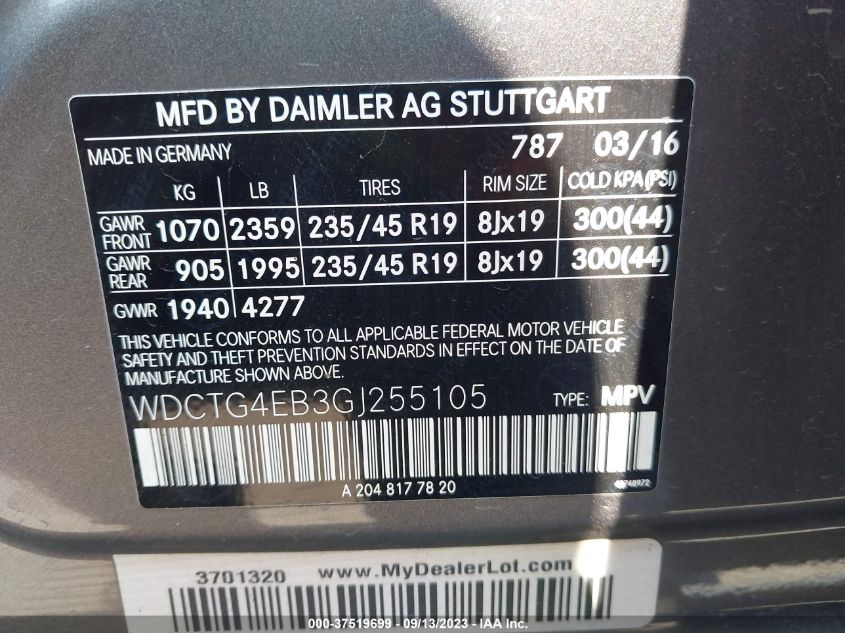 MFD BY DAIMLER AG STUTTGART
MADE IN GERMANY 787 03/16
KG LB TIRES RIM SIZE COLD KPA(PSI)
GAWR FRONT 1070 2359 235/45 R19 8Jx19 300(44)
GAWR REAR 905 1995 235/45 R19 8Jx19 300(44)
GVWR 1940 4277
THIS VEHICLE CONFORMS TO ALL APPLICABLE FEDERAL MOTOR VEHICLE
SAFETY AND THEFT PREVENTION STANDARDS IN EFFECT ON THE DATE OF
MANUFACTURE SHOWN ABOVE.
WDCTG4EB3GJ255105 TYPE: MPV
A 204 817 78 20
3701320 www.MyDealerLot.com
000-37519699 - 09/13/2023 - IAA Inc.